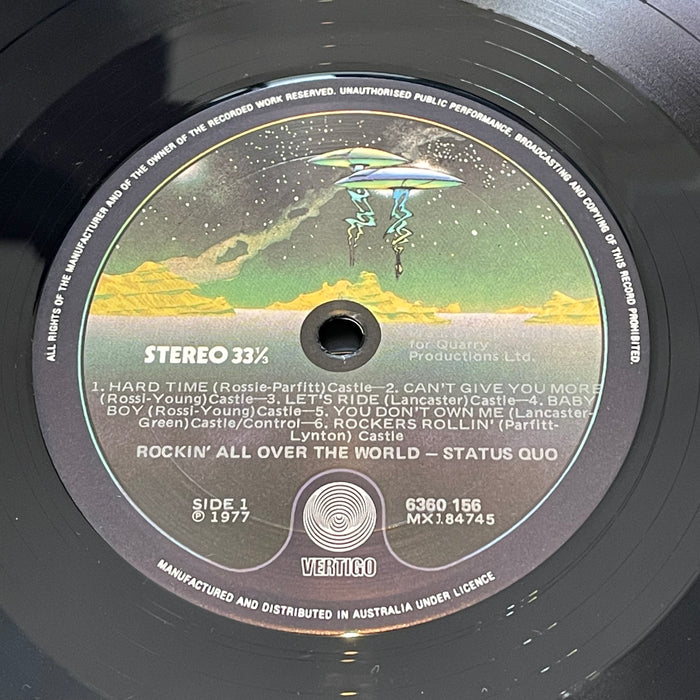 ALL RIGHTS OF THE MANUFACTURER AND OF THE OWNER OF THE RECORDED WORK RESERVED. UNAUTHORISED PUBLIC PERFORMANCE, BROADCASTING AND COPYING OF THIS RECORD PROHIBITED.
STEREO 33⅓
for Quarry
Productions Ltd.
1. HARD TIME (Rossie-Parfitt)Castle—2. CAN'T GIVE YOU MORE
(Rossi-Young)Castle—3. LET'S RIDE (Lancaster)Castle—4. BABY
BOY (Rossi-Young)Castle—5. YOU DON'T OWN ME (Lancaster-
Green)Castle/Control—6. ROCKERS ROLLIN' (Parfitt-
Lynton) Castle
ROCKIN' ALL OVER THE WORLD — STATUS QUO
SIDE 1
℗ 1977
6360 156
MX184745
VERTIGO
MANUFACTURED AND DISTRIBUTED IN AUSTRALIA UNDER LICENCE